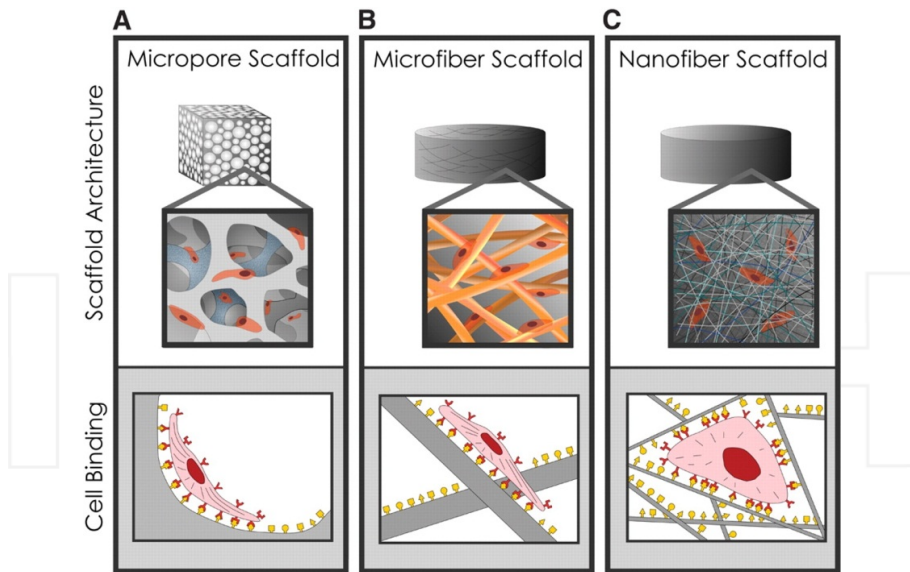 A
B
C
Micropore Scaffold
Microfiber Scaffold
Nanofiber Scaffold
Scaffold Architecture
Cell Binding